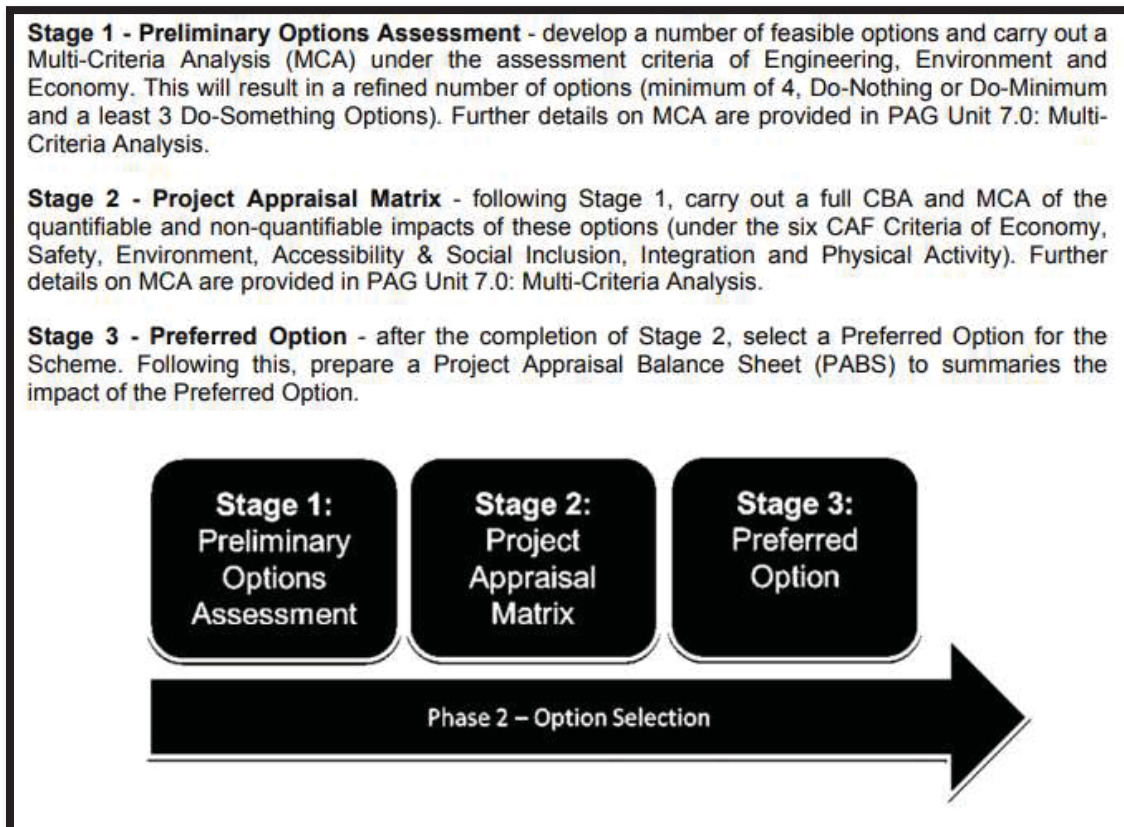 Stage 1 - Preliminary Options Assessment - develop a number of feasible options and carry out a
Multi-Criteria Analysis (MCA) under the assessment criteria of Engineering, Environment and
Economy. This will result in a refined number of options (minimum of 4, Do-Nothing or Do-Minimum
and a least 3 Do-Something Options). Further details on MCA are provided in PAG Unit 7.0: Multi-
Criteria Analysis.
Stage 2 - Project Appraisal Matrix - following Stage 1, carry out a full CBA and MCA of the
quantifiable and non-quantifiable impacts of these options (under the six CAF Criteria of Economy,
Safety, Environment, Accessibility & Social Inclusion, Integration and Physical Activity). Further
details on MCA are provided in PAG Unit 7.0: Multi-Criteria Analysis.
Stage 3 - Preferred Option - after the completion of Stage 2, select a Preferred Option for the
Scheme. Following this, prepare a Project Appraisal Balance Sheet (PABS) to summaries the
impact of the Preferred Option.
Stage 1:
Preliminary
Options
Assessment
Stage 2:
Project
Appraisal
Matrix
Stage 3:
Preferred
Option
Phase 2 – Option Selection